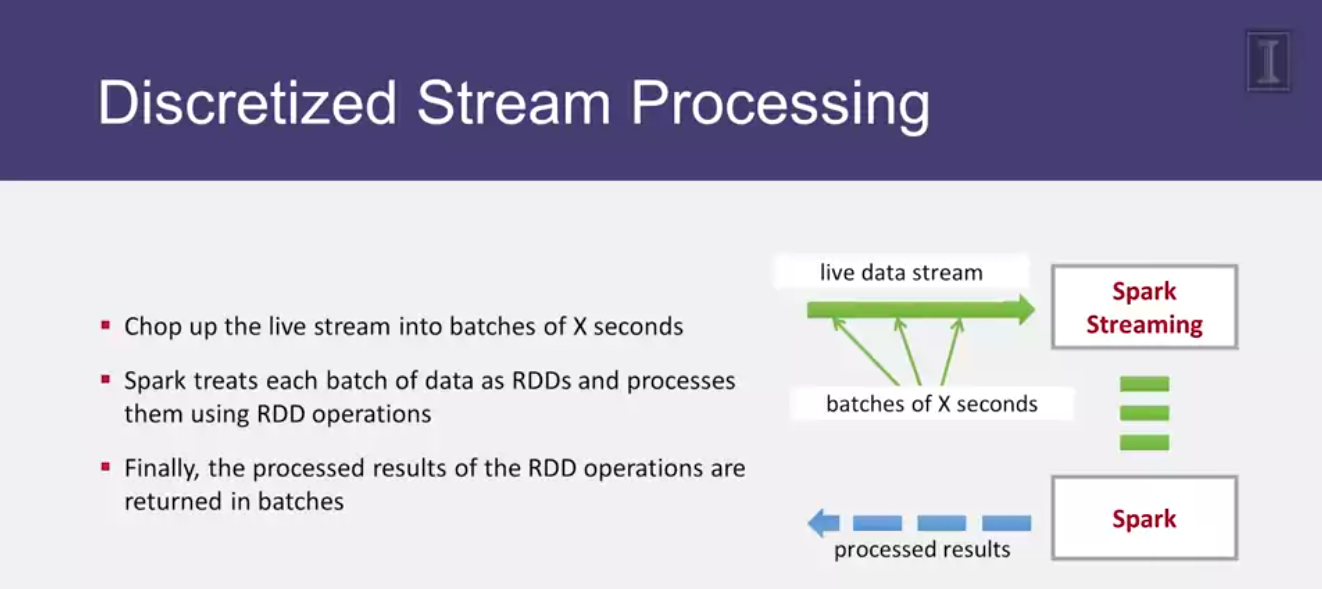 Discretized Stream Processing
I
Chop up the live stream into batches of X seconds
Spark treats each batch of data as RDDs and processes
them using RDD operations
Finally, the processed results of the RDD operations are
returned in batches
live data stream
Spark
Streaming
batches of X seconds
Spark
processed results